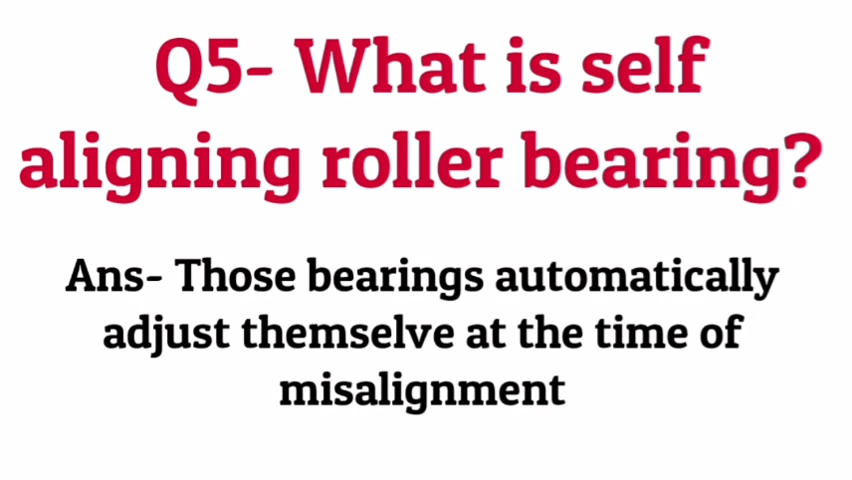 Q5- What is self
aligning roller bearing?
Ans- Those bearings automatically
adjust themselve at the time of
misalignment